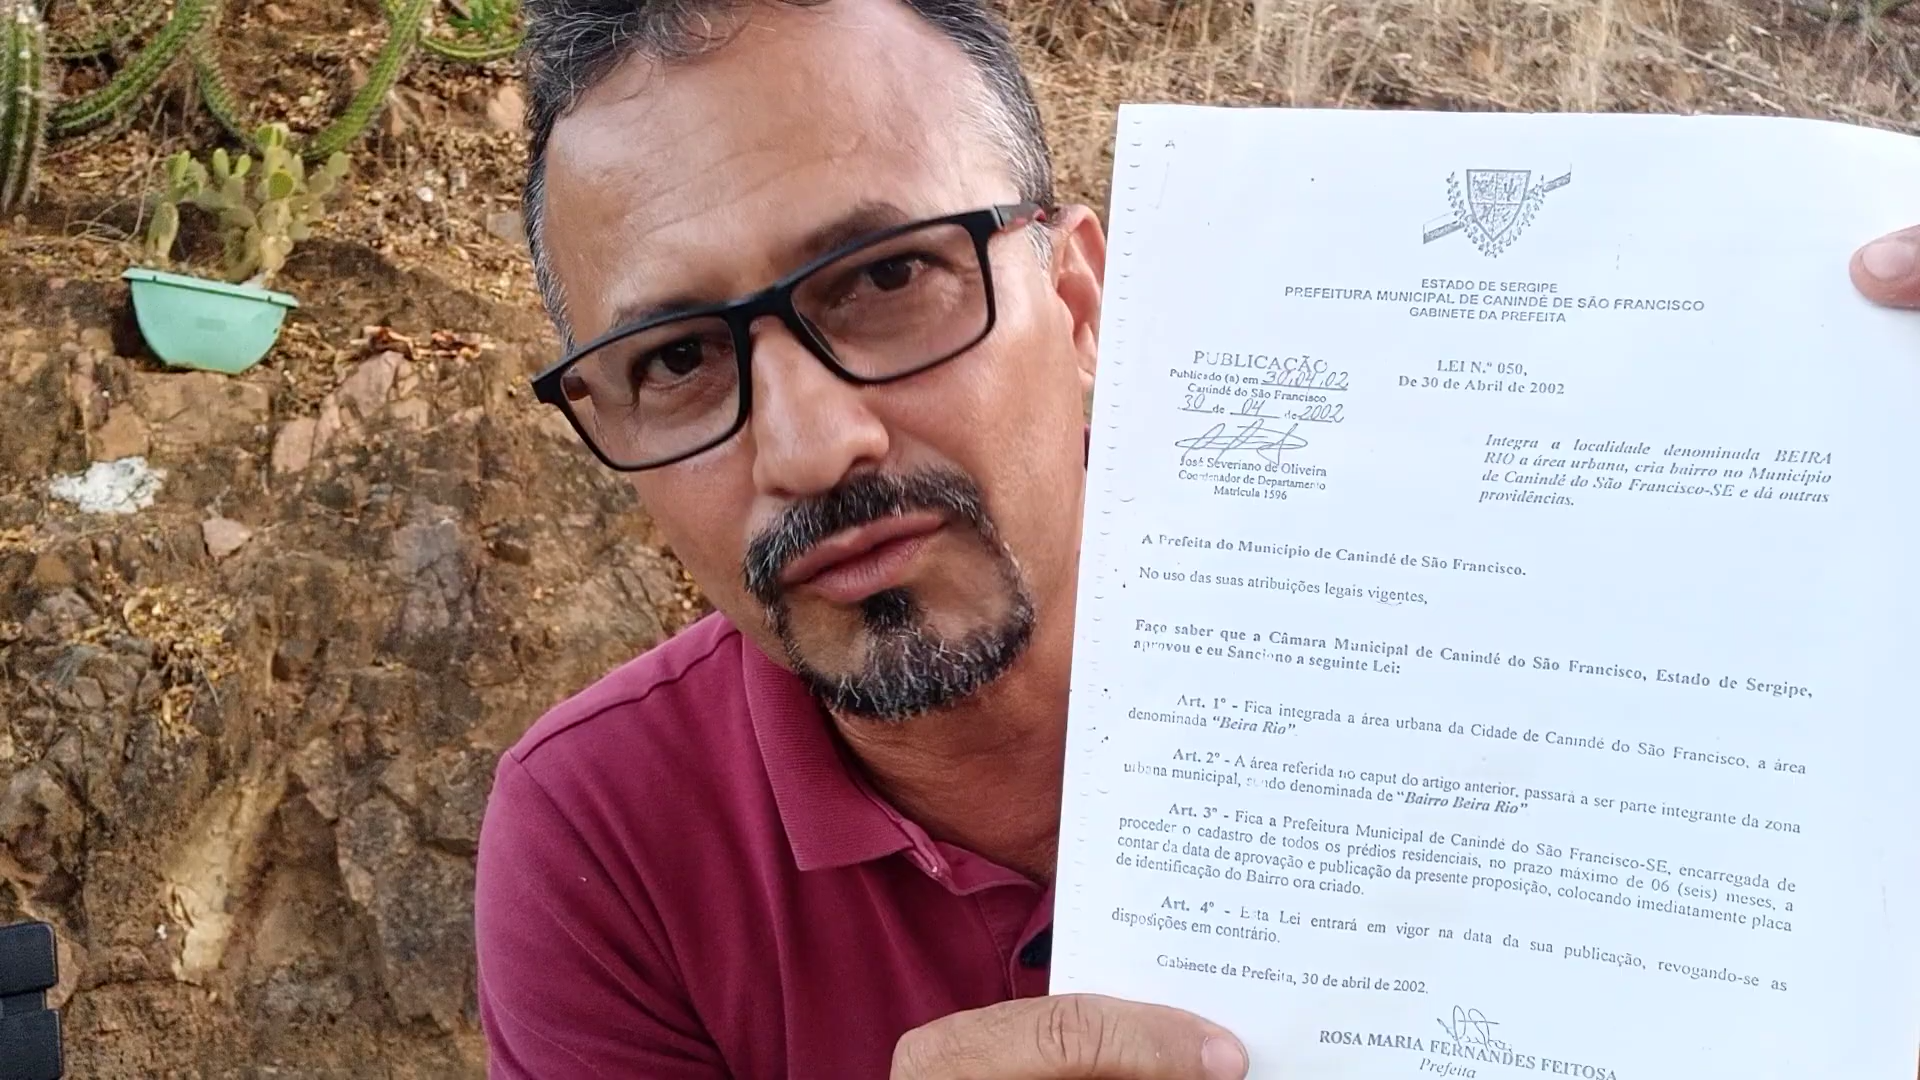 ESTADO DE SERGIPE
PREFEITURA MUNICIPAL DE CANINDÉ DE SÃO FRANCISCO
GABINETE DA PREFEITA
PUBLICAÇÃO
Publicado (a) em 30,04,02
Canindé do São Francisco
30 de 04 de 2002
José Severiano de Oliveira
Coordenador de Departamento
Matrícula 1596
LEI N.º 050,
De 30 de Abril de 2002
Integra a localidade denominada BEIRA
RIO a área urbana, cria bairro no Município
de Canindé do São Francisco-SE e dá outras
providências.
A Prefeita do Município de Canindé de São Francisco.
No uso das suas atribuições legais vigentes,
Faço saber que a Câmara Municipal de Canindé do São Francisco, Estado de Sergipe,
aprovou e eu Sanciono a seguinte Lei:
Art. 1º - Fica integrada a área urbana da Cidade de Canindé do São Francisco, a área
denominada “Beira Rio”.
Art. 2º - A área referida no caput do artigo anterior, passará a ser parte integrante da zona
urbana municipal, sendo denominada de “Bairro Beira Rio”
Art. 3º - Fica a Prefeitura Municipal de Canindé do São Francisco-SE, encarregada de
proceder o cadastro de todos os prédios residenciais, no prazo máximo de 06 (seis) meses, a
contar da data de aprovação e publicação da presente proposição, colocando imediatamente placa
de identificação do Bairro ora criado.
Art. 4º - Esta Lei entrará em vigor na data da sua publicação, revogando-se as
disposições em contrário.
Gabinete da Prefeita, 30 de abril de 2002.
ROSA MARIA FERNANDES FEITOSA
Prefeita